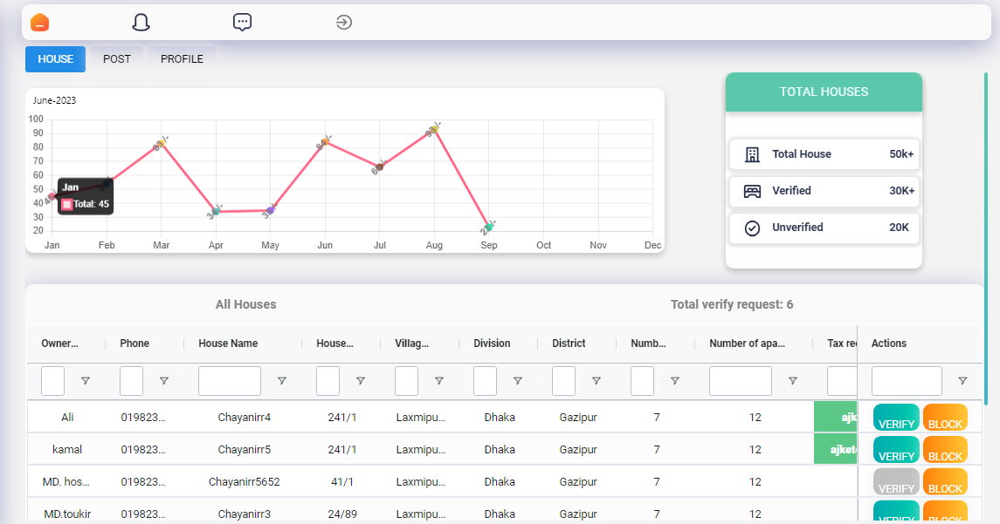 HOUSE POST PROFILE
June-2023
TOTAL HOUSES
100
90
80
70
60
50
40
30
20
Jan
Total: 45
Jan Feb Mar Apr May Jun Jul Aug Sep Oct Nov Dec
Total House 50k+
Verified 30K+
Unverified 20K
All Houses Total verify request: 6
Owner... Phone House Name House... Villag... Division District Numb... Number of apa... Tax Actions
Ali 019823... Chayanirr4 241/1 Laxmipu... Dhaka Gazipur 7 12 ajk VERIFY BLOCK
kamal 019823... Chayanirr5 241/1 Laxmipu... Dhaka Gazipur 7 12 ajket VERIFY BLOCK
MD. hos... 019823... Chayanirr5652 41/1 Laxmipu... Dhaka Gazipur 7 12 VERIFY BLOCK
MD.toukir 019823... Chayanirr3 24/89 Laxmipu... Dhaka Gazipur 7 12 VERIFY BLOCK